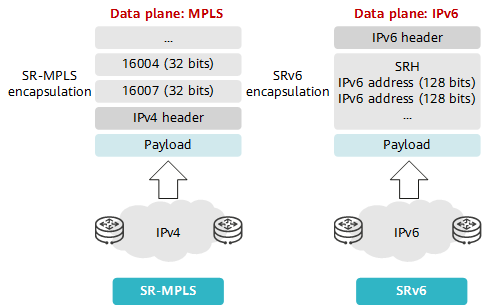 Data plane: MPLS
...
16004 (32 bits)
16007 (32 bits)
IPv4 header
Payload
SR-MPLS
encapsulation
IPv4
SR-MPLS
Data plane: IPv6
IPv6 header
SRH
IPv6 address (128 bits)
IPv6 address (128 bits)
...
Payload
SRv6
encapsulation
IPv6
SRv6